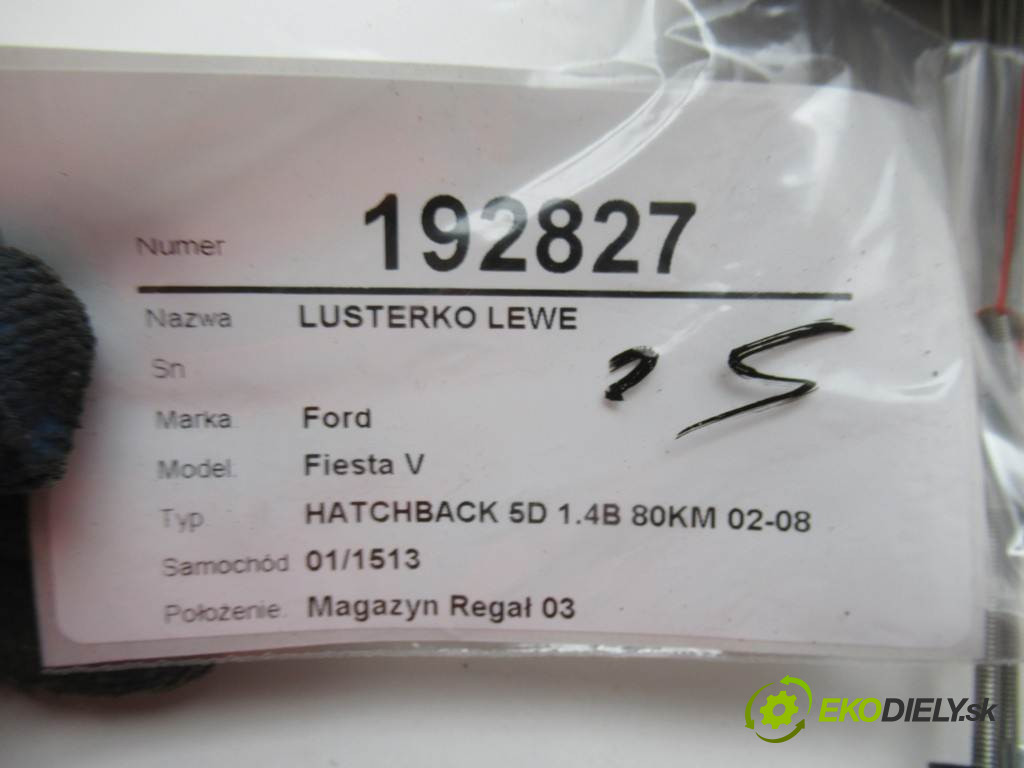 Numer 192827
Nazwa LUSTERKO LEWE
Sn
Marka. Ford
Model. Fiesta V
Typ HATCHBACK 5D 1.4B 80KM 02-08
Samochód 01/1513
Położenie. Magazyn Regał 03
EKODIELY.sk